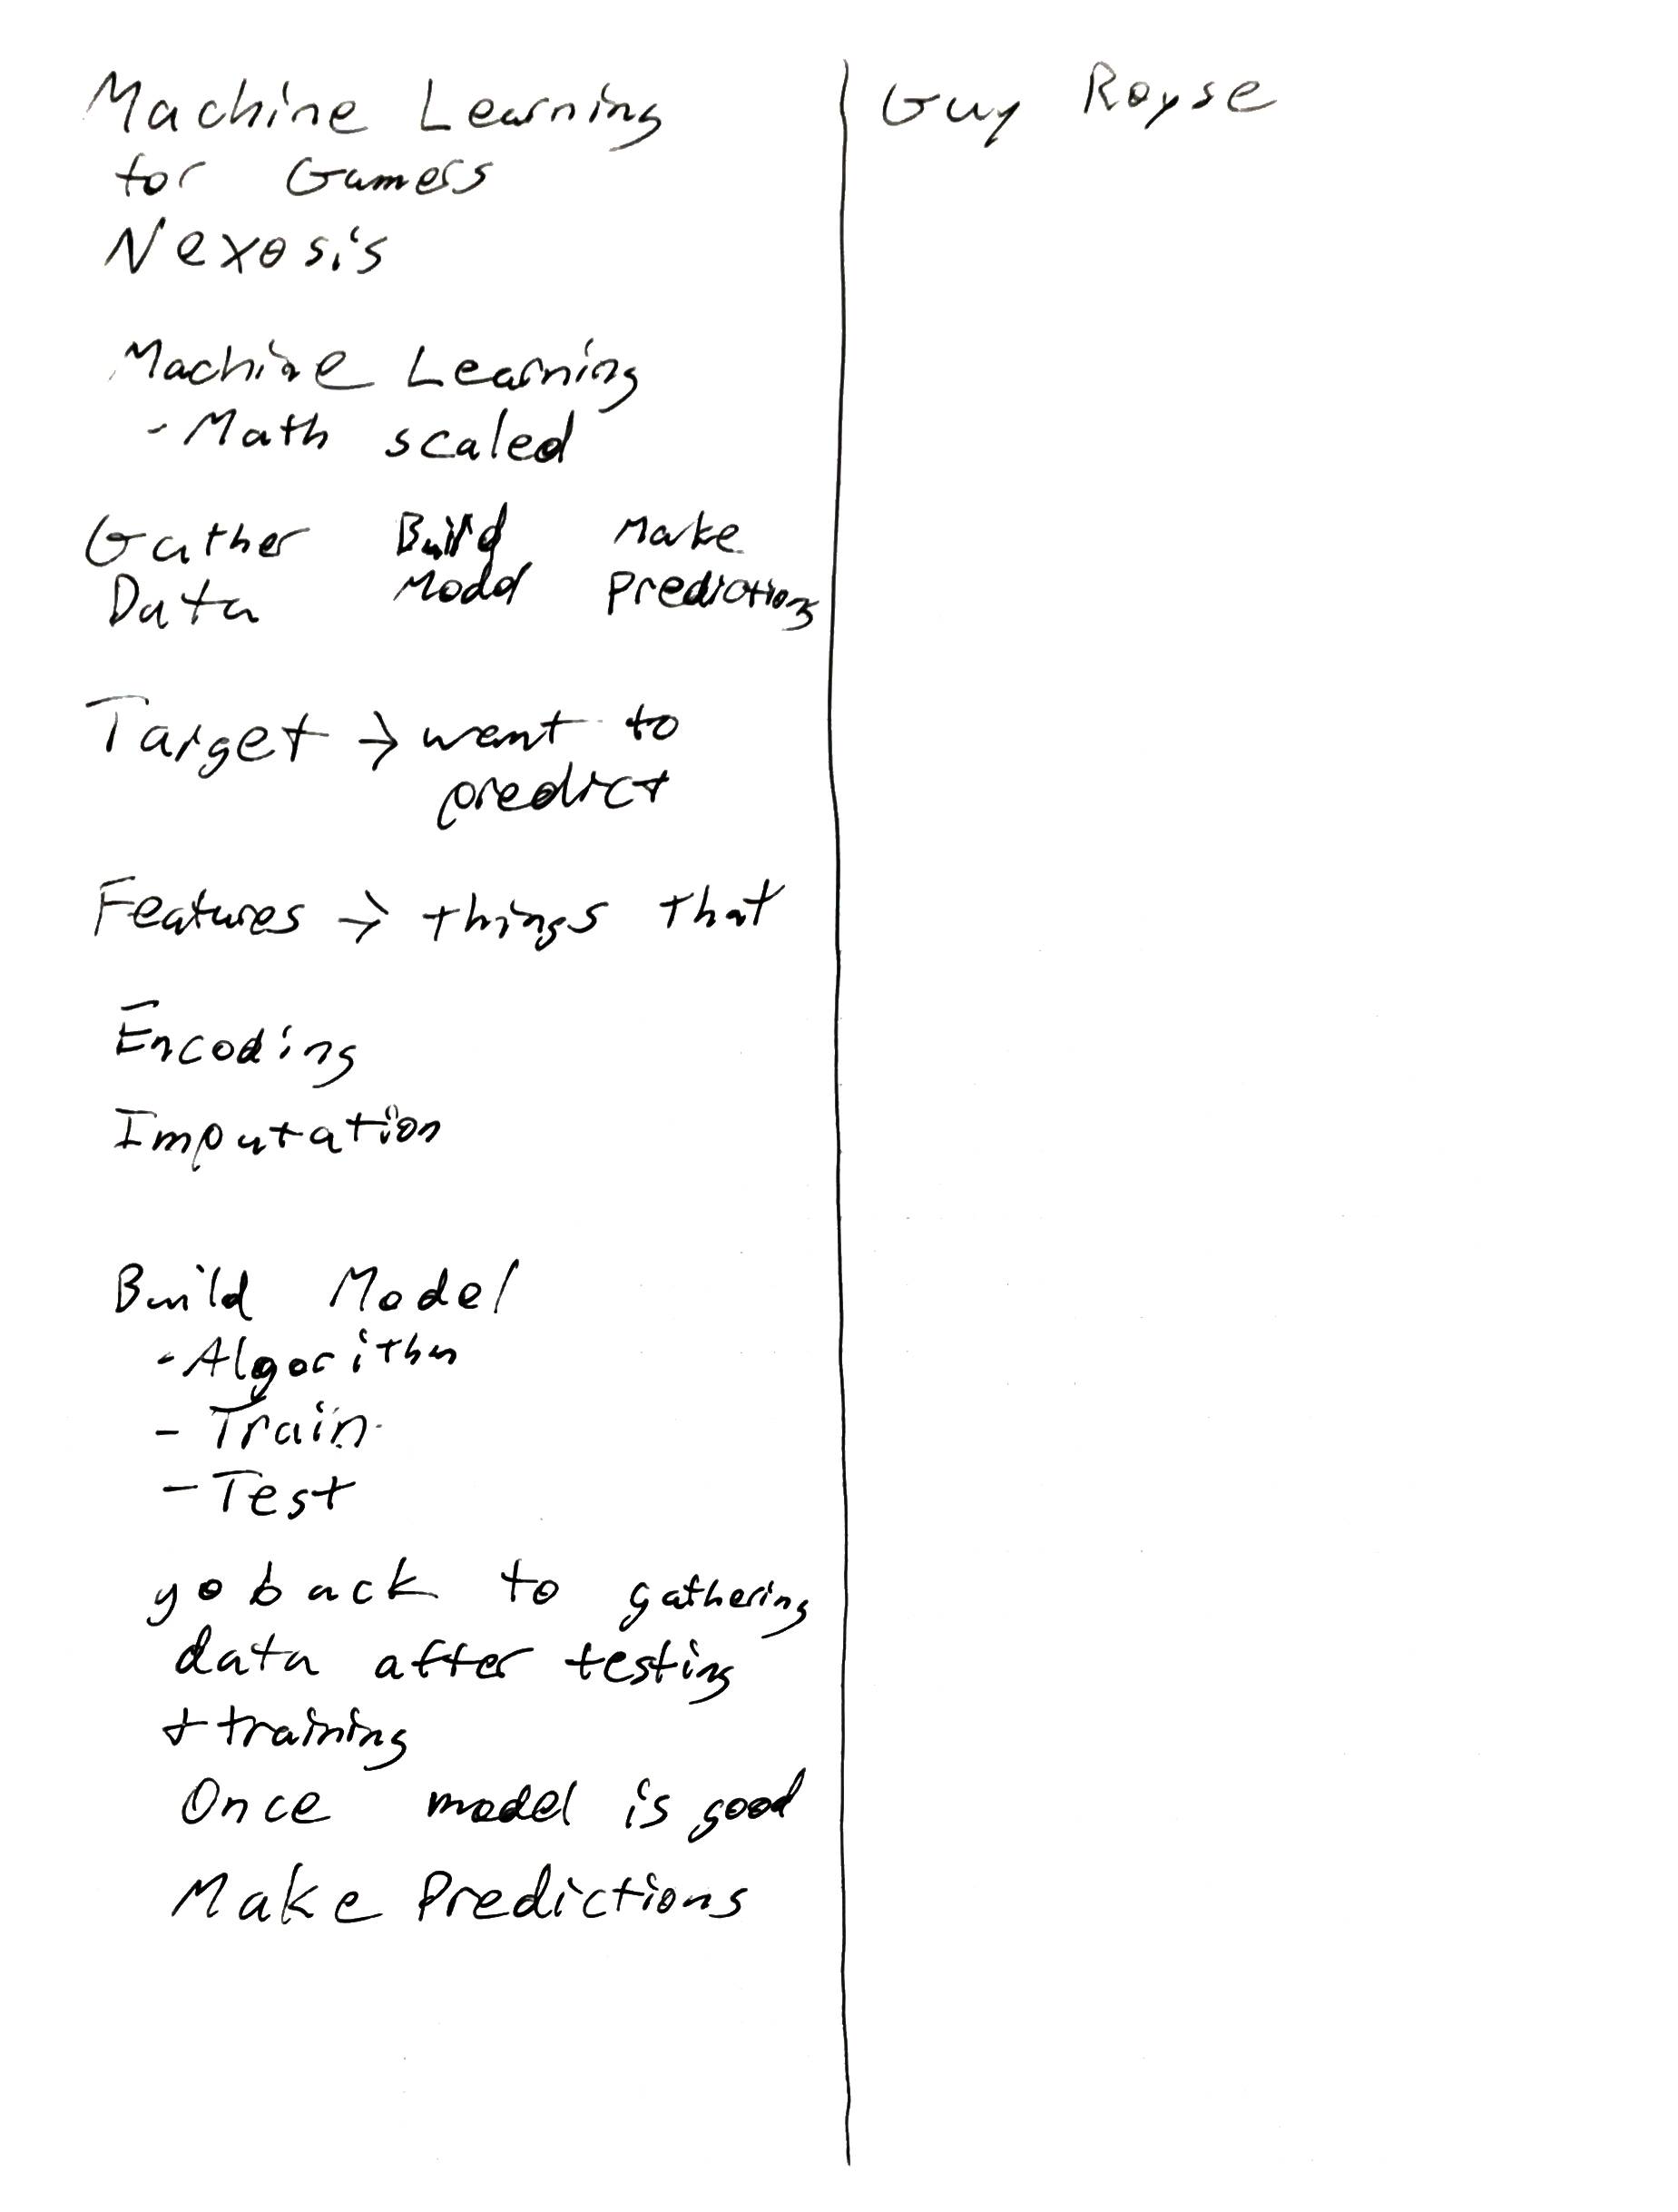 Machine Learning
for Gamers
Nexosis
Machine Learning
- Math scaled
Gather Build Make
Data Model Predictions
Target → want to
predict
Features → things that
Encoding
Imputation
Build Model
- Algorithm
- Train
- Test
go back to gathering
data after testing
+ training
Once model is good
Make Predictions
Guy Royse